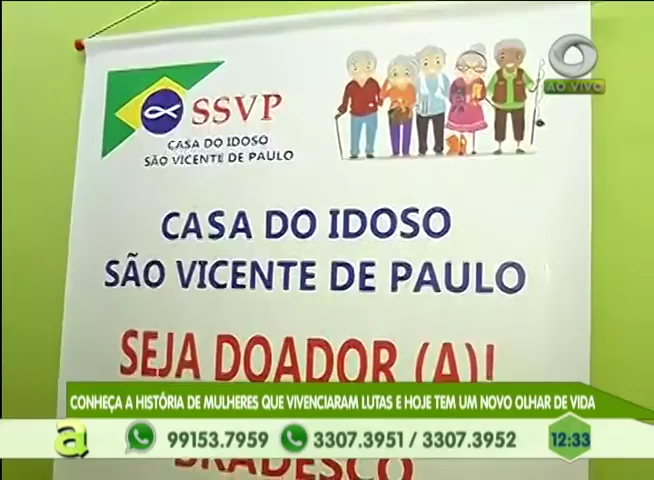 SSVP
CASA DO IDOSO
SÃO VICENTE DE PAULO
AO VIVO
CASA DO IDOSO
SÃO VICENTE DE PAULO
SEJA DOADOR (A)!
CONHEÇA A HISTÓRIA DE MULHERES QUE VIVENCIARAM LUTAS E HOJE TEM UM NOVO OLHAR DE VIDA
a 99153.7959 3307.3951 / 3307.3952 12:33
BRADESCO